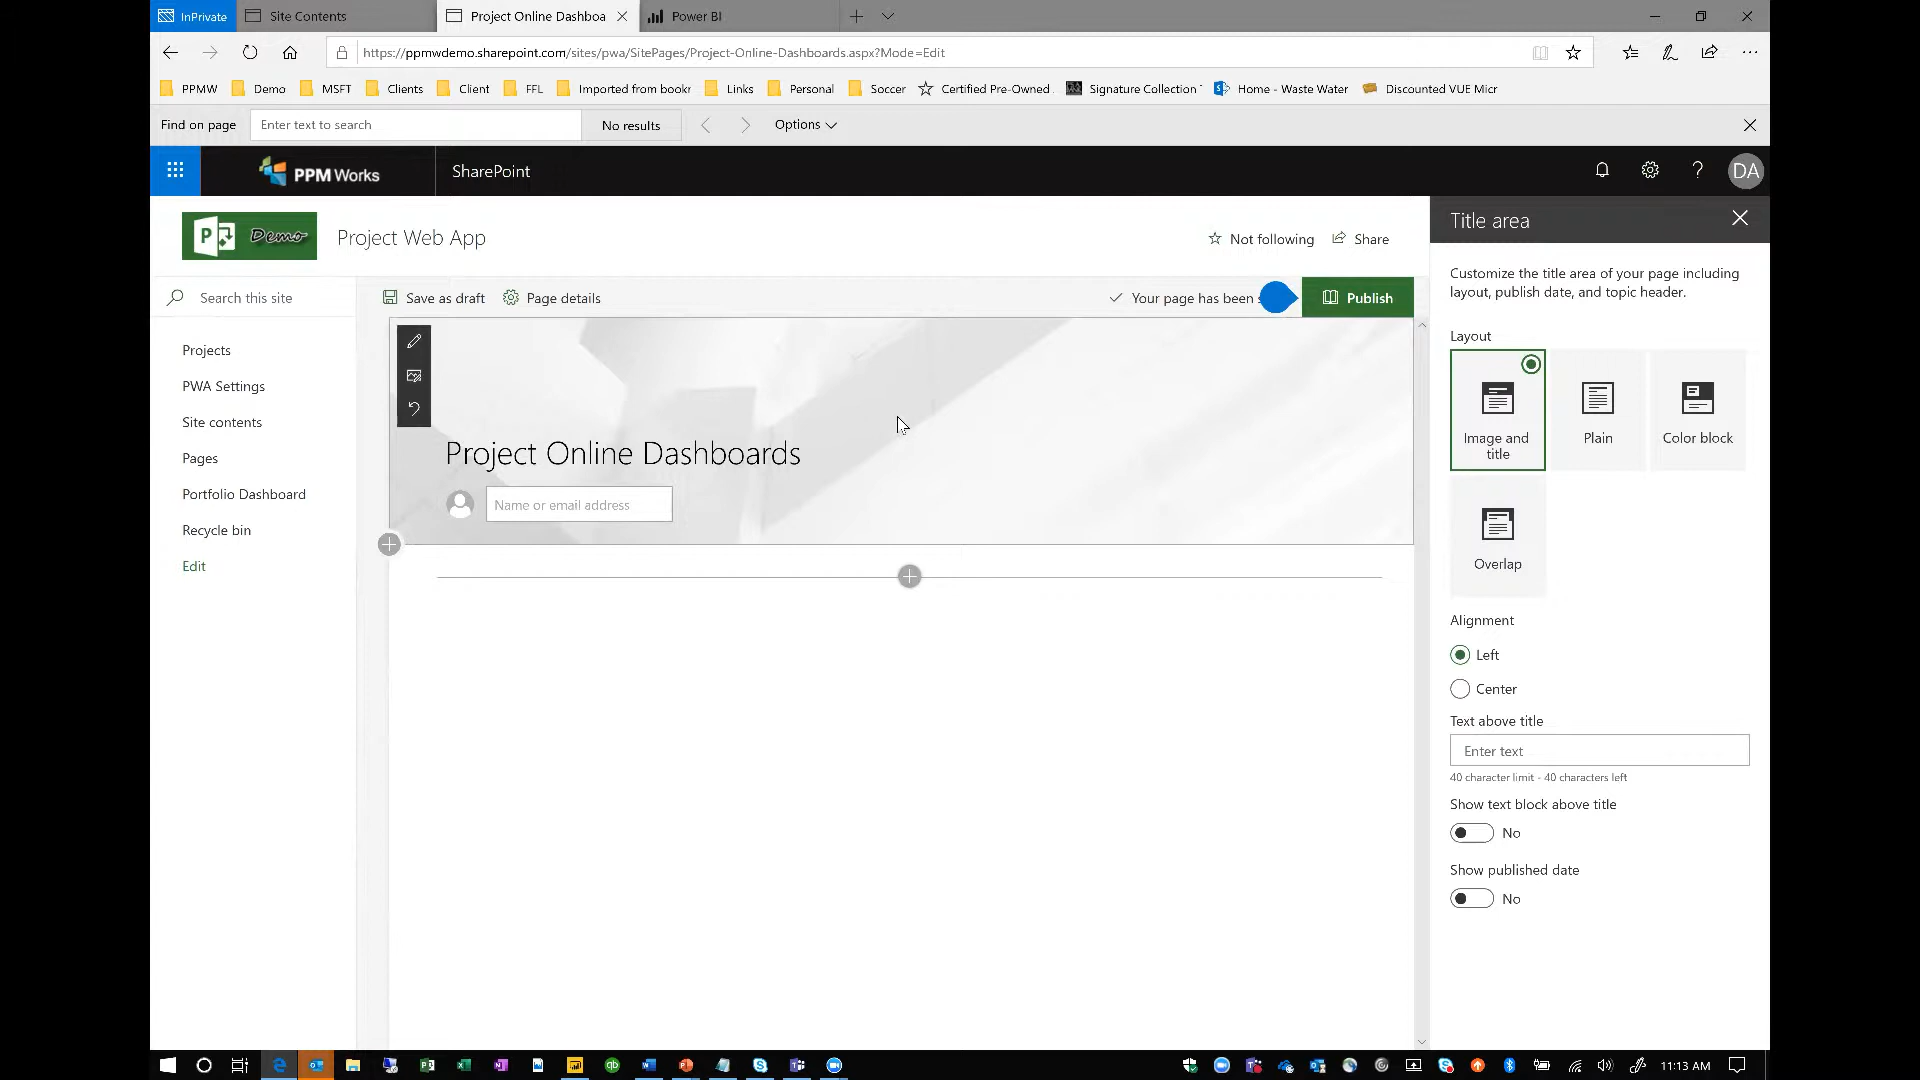 InPrivate
Site Contents
Project Online Dashboa
Power BI
https://ppmwdemo.sharepoint.com/sites/pwa/SitePages/Project-Online-Dashboards.aspx?Mode=Edit
PPMW
Demo
MSFT
Clients
Client
FFL
Imported from bookr
Links
Personal
Soccer
Certified Pre-Owned
Signature Collection
Home - Waste Water
Discounted VUE Micr
Find on page
Enter text to search
No results
Options
PPM Works
SharePoint
DA
Demo
Project Web App
Not following
Share
Title area
Customize the title area of your page including
layout, publish date, and topic header.
Search this site
Save as draft
Page details
Your page has been
Publish
Projects
PWA Settings
Site contents
Pages
Portfolio Dashboard
Recycle bin
Edit
Project Online Dashboards
Name or email address
Layout
Image and
title
Plain
Color block
Overlap
Alignment
Left
Center
Text above title
Enter text
40 character limit - 40 characters left
Show text block above title
No
Show published date
No
11:13 AM